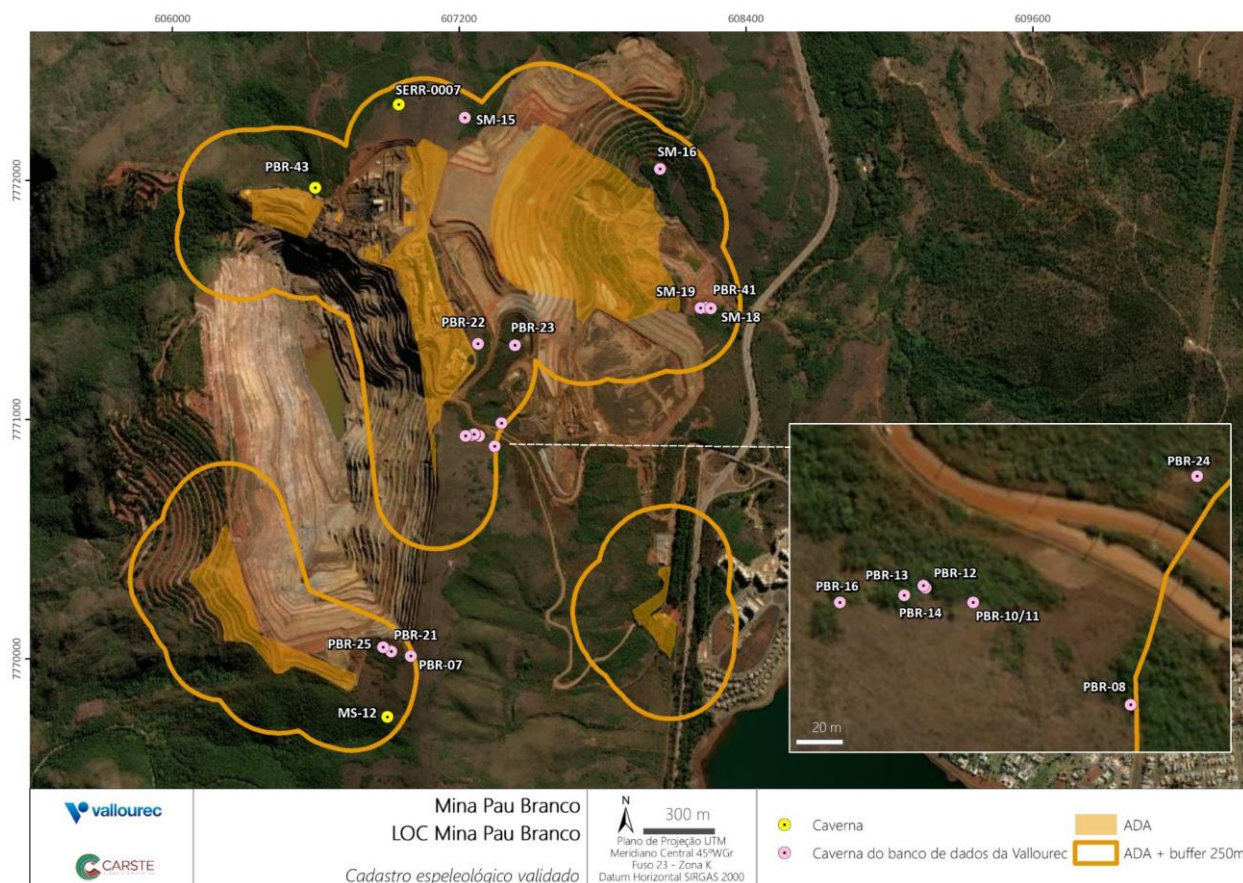 606000
607200
608400
609600
7772000
7771000
7770000
SERR-0007
SM-15
SM-16
PBR-43
SM-19
PBR-41
SM-18
PBR-22
PBR-23
PBR-24
PBR-16
PBR-13
PBR-12
PBR-14
PBR-10/11
PBR-08
20 m
PBR-21
PBR-25
PBR-07
MS-12
vallourec
CARSTE
Mina Pau Branco
LOC Mina Pau Branco
Cadastro espeleológico validado
N
300 m
Plano de Projeção UTM
Meridiano Central 45ºWGr
Fuso 23 - Zona K
Datum Horizontal SIRGAS 2000
Caverna
Caverna do banco de dados da Vallourec
ADA
ADA + buffer 250m